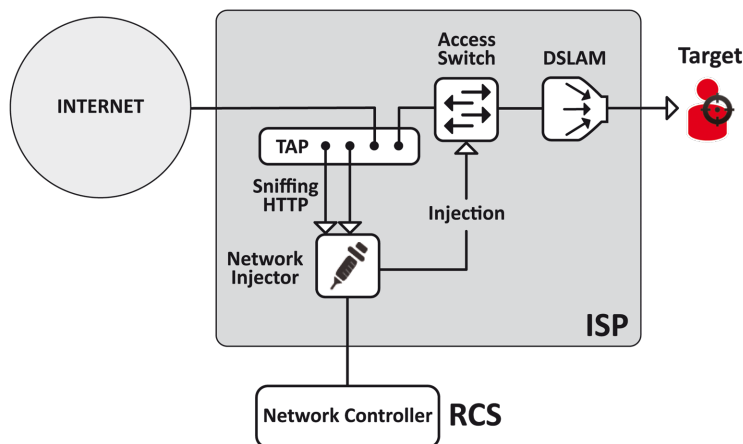 Access
Switch
DSLAM
Target
INTERNET
TAP
Sniffing
HTTP
Injection
Network
Injector
ISP
Network Controller
RCS